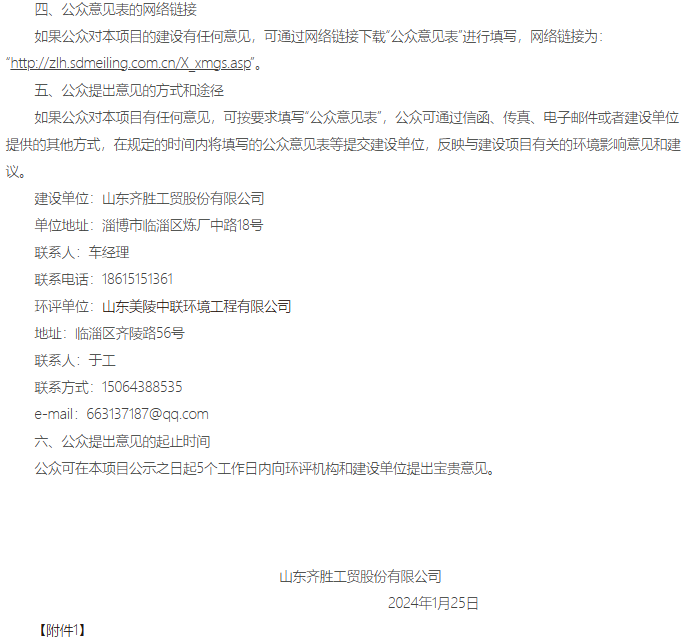 四、公众意见表的网络链接
如果公众对本项目的建设有任何意见，可通过网络链接下载“公众意见表”进行填写，网络链接为：
“http://zlh.sdmeiling.com.cn/X_xmgs.asp”。
五、公众提出意见的方式和途径
如果公众对本项目有任何意见，可按要求填写“公众意见表”，公众可通过信函、传真、电子邮件或者建设单位
提供的其他方式，在规定的时间内将填写的公众意见表等提交建设单位，反映与建设项目有关的环境影响意见和建
议。
建设单位：山东齐胜工贸股份有限公司
单位地址：淄博市临淄区炼厂中路18号
联系人：车经理
联系电话：18615151361
环评单位：山东美陵中联环境工程有限公司
地址：临淄区齐陵路56号
联系人：于工
联系方式：15064388535
e-mail：663137187@qq.com
六、公众提出意见的起止时间
公众可在本项目公示之日起5个工作日内向环评机构和建设单位提出宝贵意见。
山东齐胜工贸股份有限公司
2024年1月25日
【附件1】